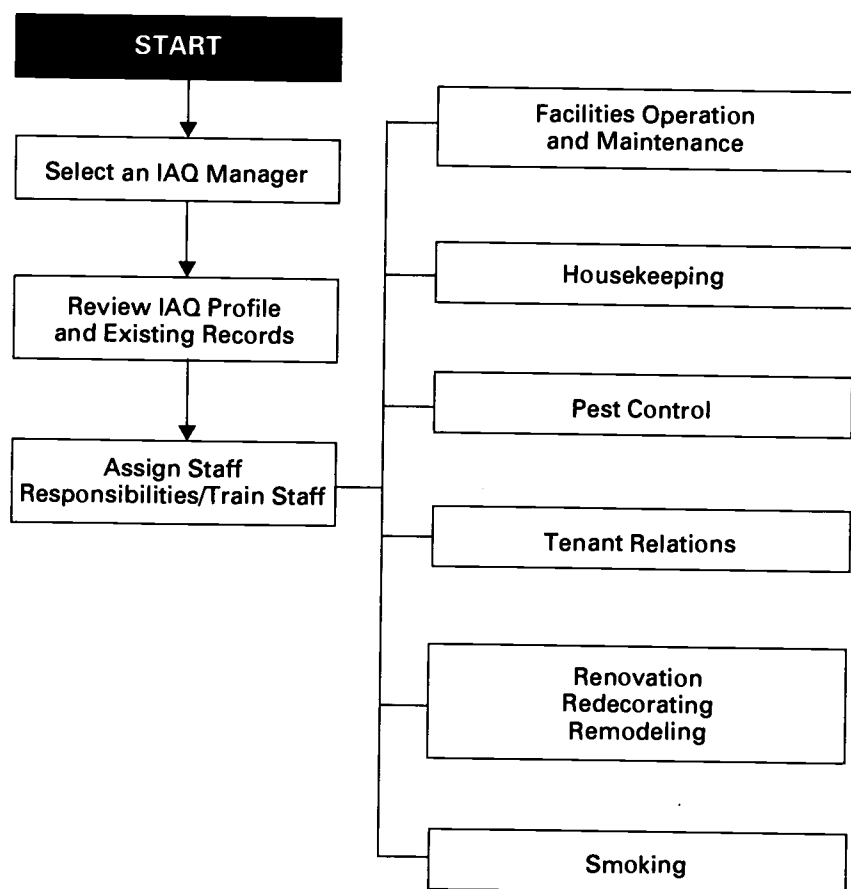 START
Select an IAQ Manager
Review IAQ Profile
and Existing Records
Assign Staff
Responsibilities/Train Staff
Facilities Operation
and Maintenance
Housekeeping
Pest Control
Tenant Relations
Renovation
Redecorating
Remodeling
Smoking